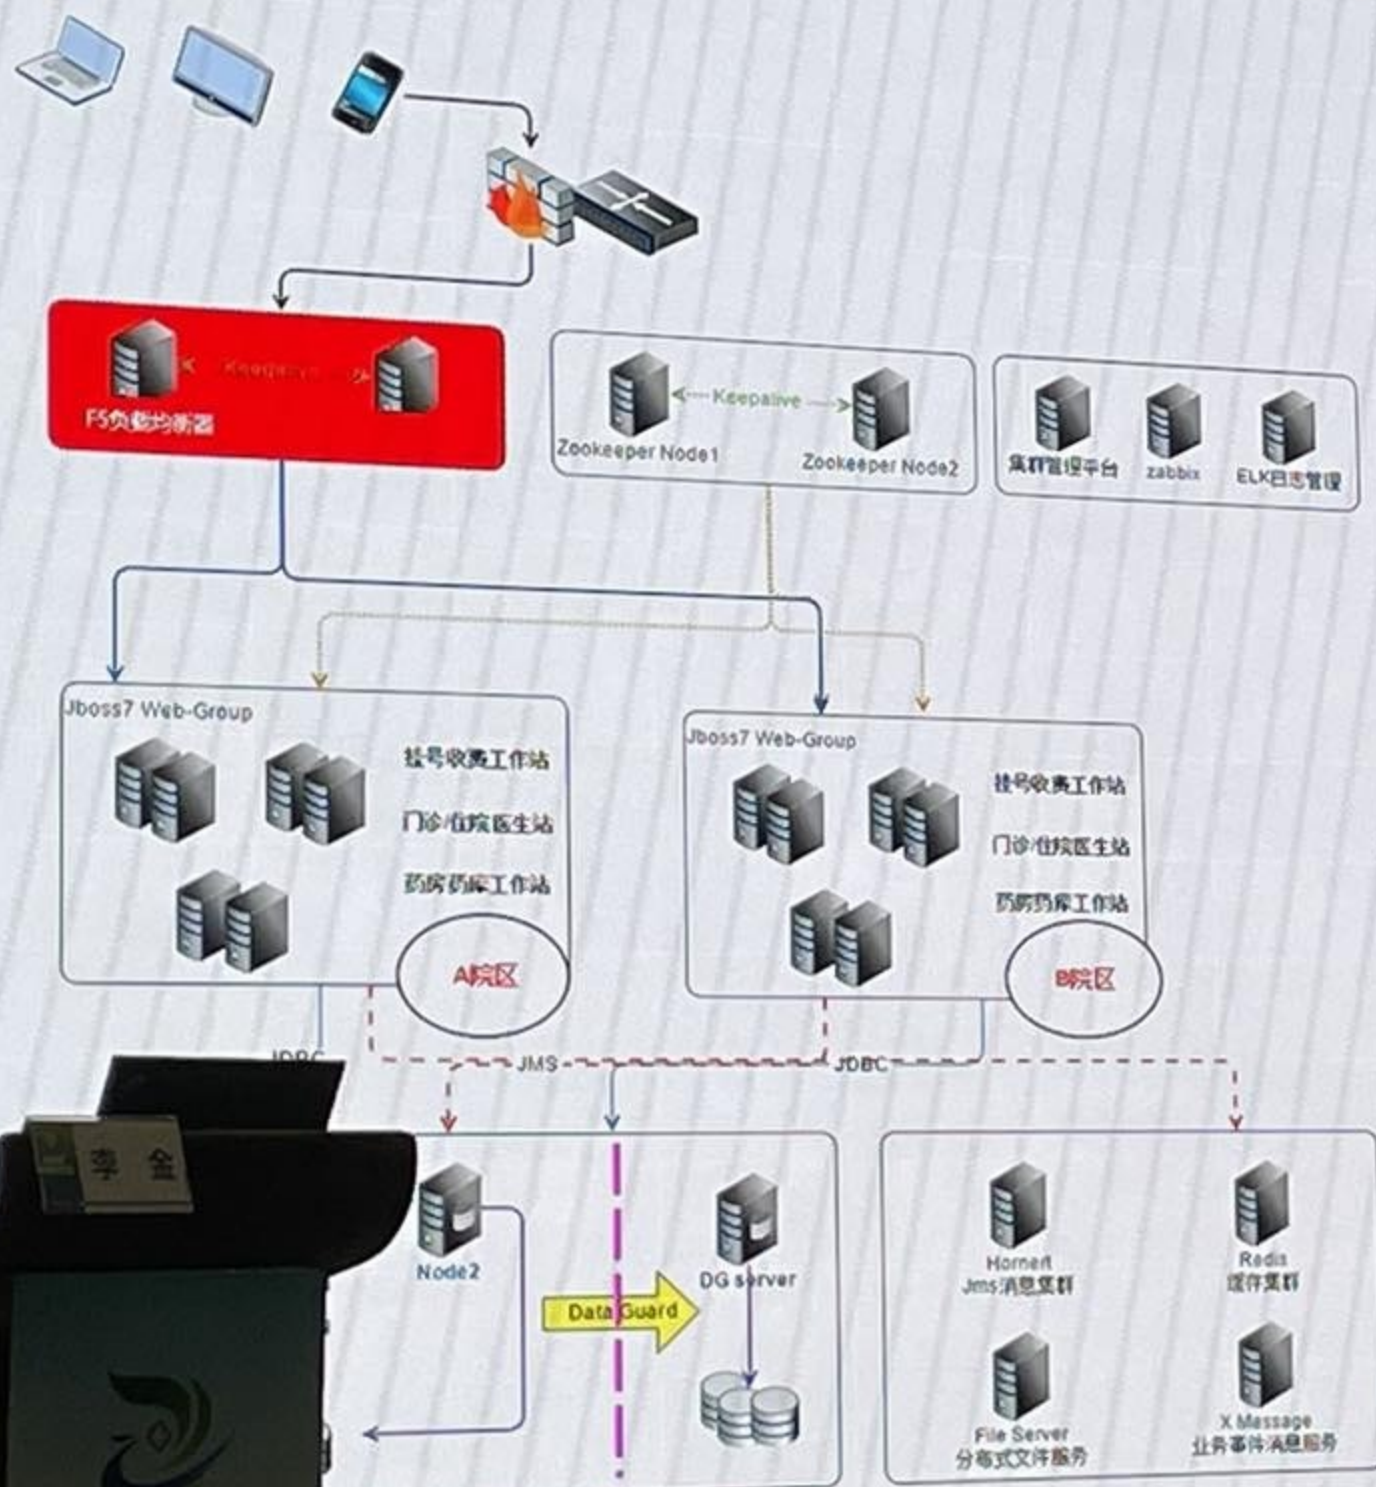 Keepalive
F5负载均衡器
Keepalive
Zookeeper Node1
Zookeeper Node2
集群管理平台
zabbix
ELK日志管理
Jboss7 Web-Group
挂号收费工作站
门诊/住院医生站
药房药库工作站
A院区
Jboss7 Web-Group
挂号收费工作站
门诊/住院医生站
药房药库工作站
B院区
JDBC
JMS
JDBC
李 金
Node2
Data Guard
DG server
Hornert
Jms消息集群
Redis
缓存集群
File Server
分布式文件服务
X Message
业务事件消息服务